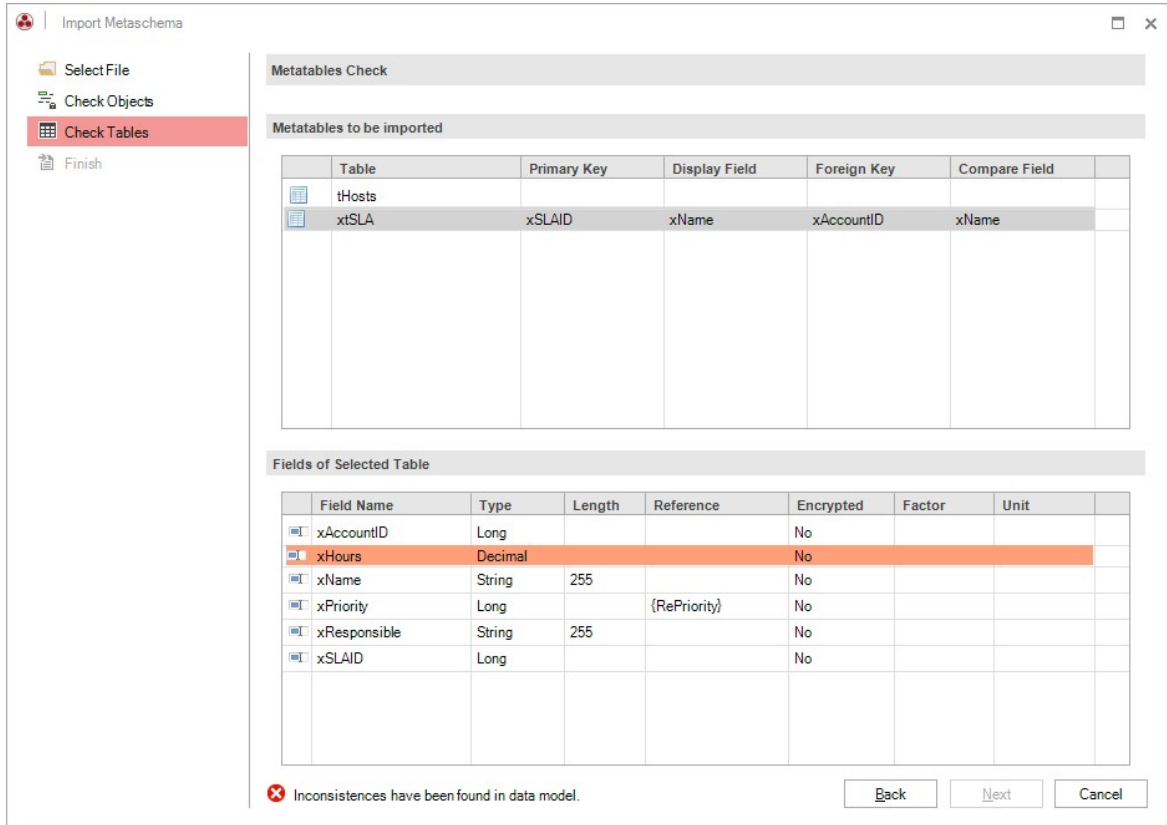 Import Metaschema
Select File
Check Objects
Check Tables
Finish
Metatables Check
Metatables to be imported
Table Primary Key Display Field Foreign Key Compare Field
tHosts
xtSLA xSLAID xName xAccountID xName
Fields of Selected Table
Field Name Type Length Reference Encrypted Factor Unit
xAccountID Long No
xHours Decimal No
xName String 255 No
xPriority Long {RePriority} No
xResponsible String 255 No
xSLAID Long No
Inconsistences have been found in data model.
Back Next Cancel